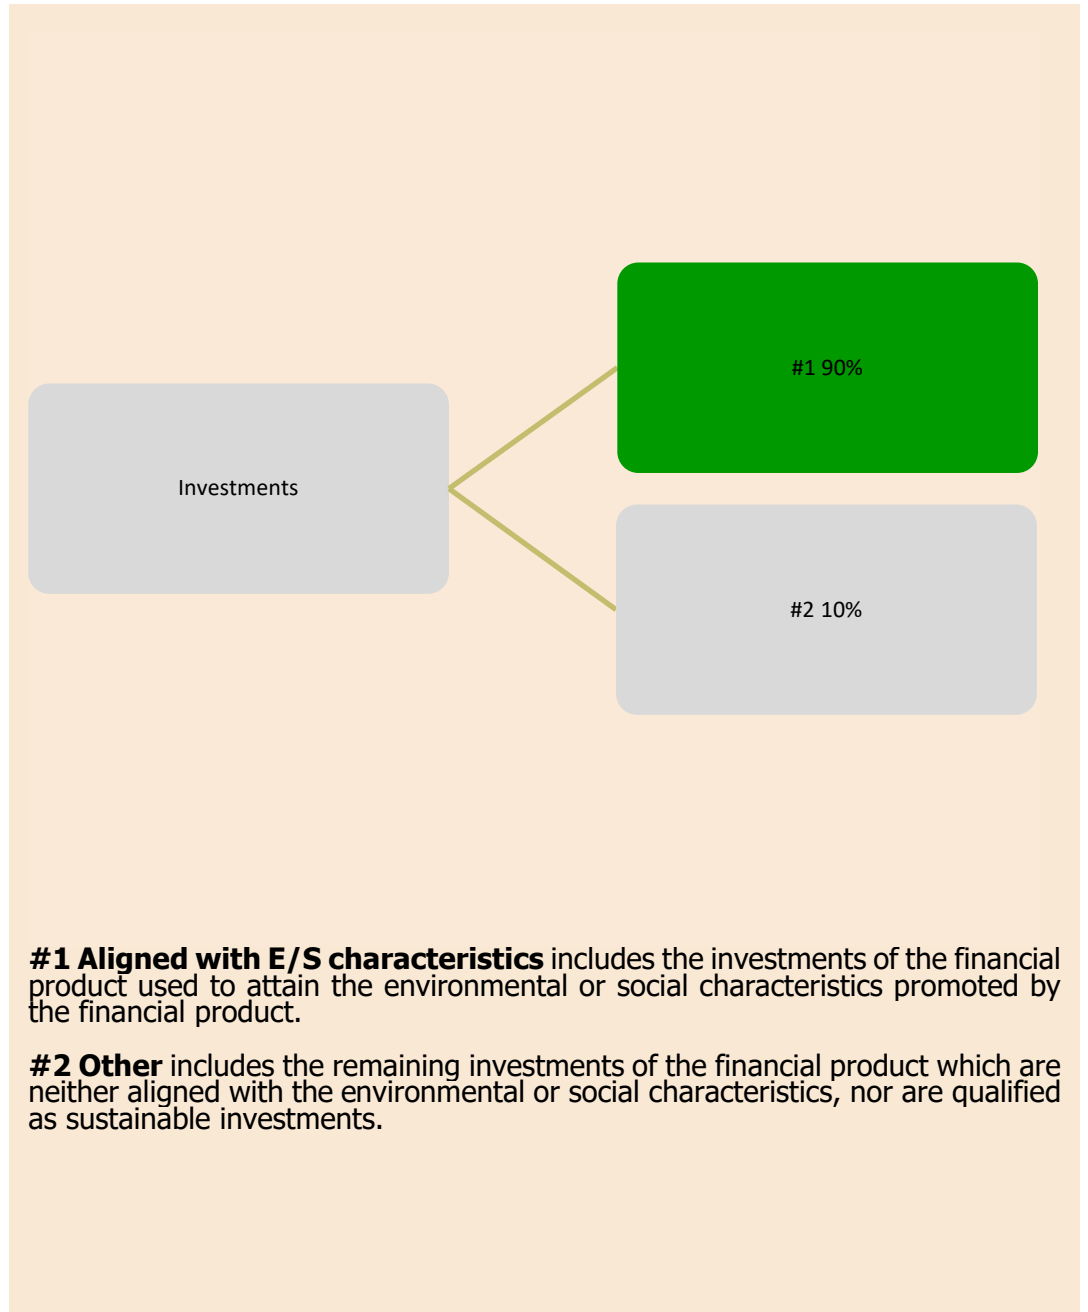 #1 90%
Investments
#2 10%
#1 Aligned with E/S characteristics includes the investments of the financial
product used to attain the environmental or social characteristics promoted by
the financial product.
#2 Other includes the remaining investments of the financial product which are
neither aligned with the environmental or social characteristics, nor are qualified
as sustainable investments.